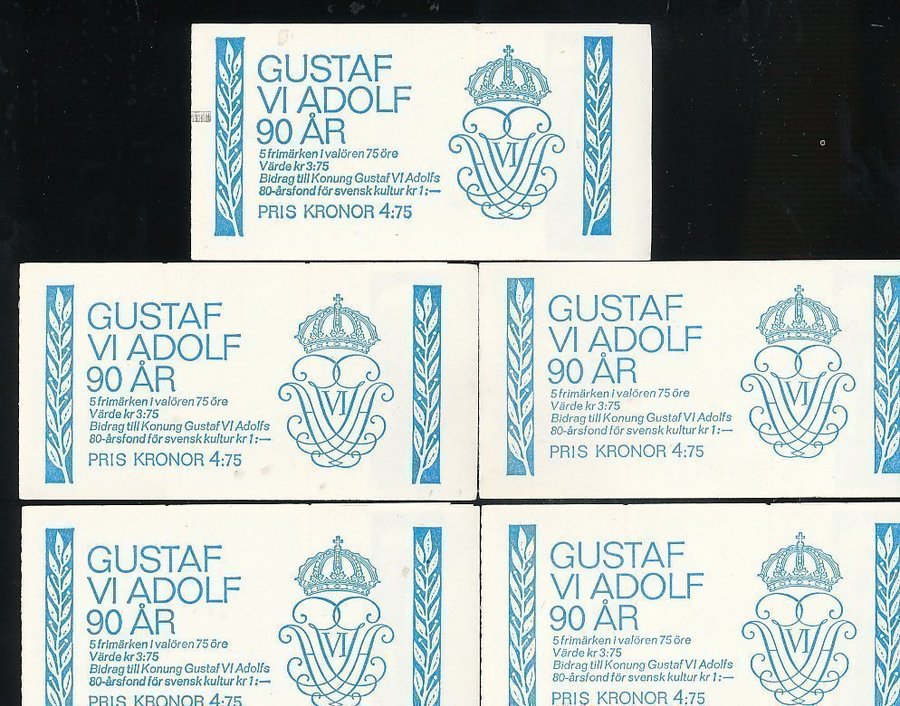 GUSTAF
VI ADOLF
90 ÅR
5 frimärken i valören 75 öre
Värde kr 3:75
Bidrag till Konung Gustaf VI Adolfs
80-årsfond för svensk kultur kr 1:—
PRIS KRONOR 4:75
VI
GUSTAF
VI ADOLF
90 ÅR
5 frimärken i valören 75 öre
Värde kr 3:75
Bidrag till Konung Gustaf VI Adolfs
80-årsfond för svensk kultur kr 1:—
PRIS KRONOR 4:75
VI
GUSTAF
VI ADOLF
90 ÅR
5 frimärken i valören 75 öre
Värde kr 3:75
Bidrag till Konung Gustaf VI Adolfs
80-årsfond för svensk kultur kr 1:—
PRIS KRONOR 4:75
VI
GUSTAF
VI ADOLF
90 ÅR
5 frimärken i valören 75 öre
Värde kr 3:75
Bidrag till Konung Gustaf VI Adolfs
80-årsfond för svensk kultur kr 1:—
PRIS KRONOR 4:75
VI
GUSTAF
VI ADOLF
90 ÅR
5 frimärken i valören 75 öre
Värde kr 3:75
Bidrag till Konung Gustaf VI Adolfs
80-årsfond för svensk kultur kr 1:—
PRIS KRONOR 4:75
VI